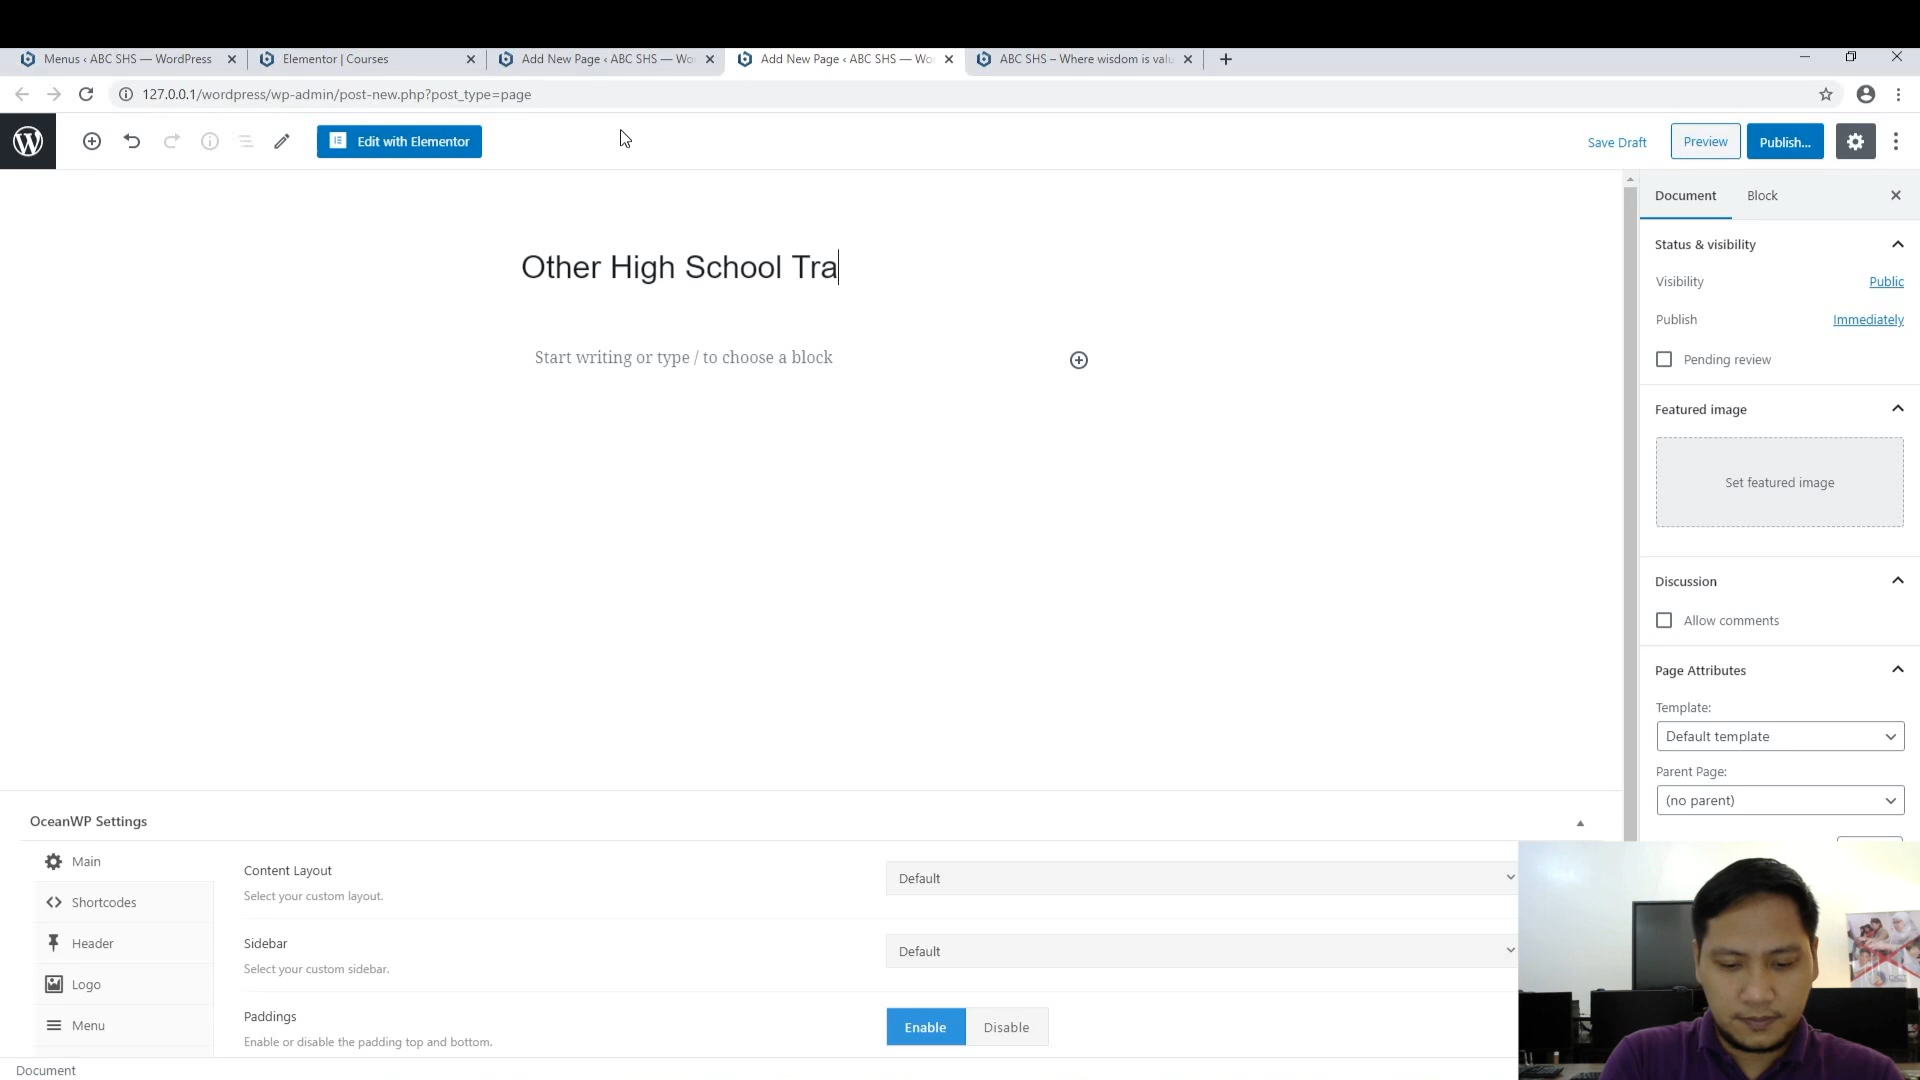 Menus ‹ ABC SHS — WordPress
Elementor | Courses
Add New Page ‹ ABC SHS — Wo
Add New Page ‹ ABC SHS — Wo
ABC SHS – Where wisdom is valu
127.0.0.1/wordpress/wp-admin/post-new.php?post_type=page
Edit with Elementor
Save Draft
Preview
Publish...
Document
Block
Status & visibility
Other High School Tra
Visibility
Public
Publish
Immediately
Start writing or type / to choose a block
Pending review
Featured image
Set featured image
Discussion
Allow comments
Page Attributes
Template:
Default template
Parent Page:
(no parent)
OceanWP Settings
Main
Shortcodes
Header
Logo
Menu
Content Layout
Select your custom layout.
Default
Sidebar
Select your custom sidebar.
Default
Paddings
Enable or disable the padding top and bottom.
Enable
Disable
Document